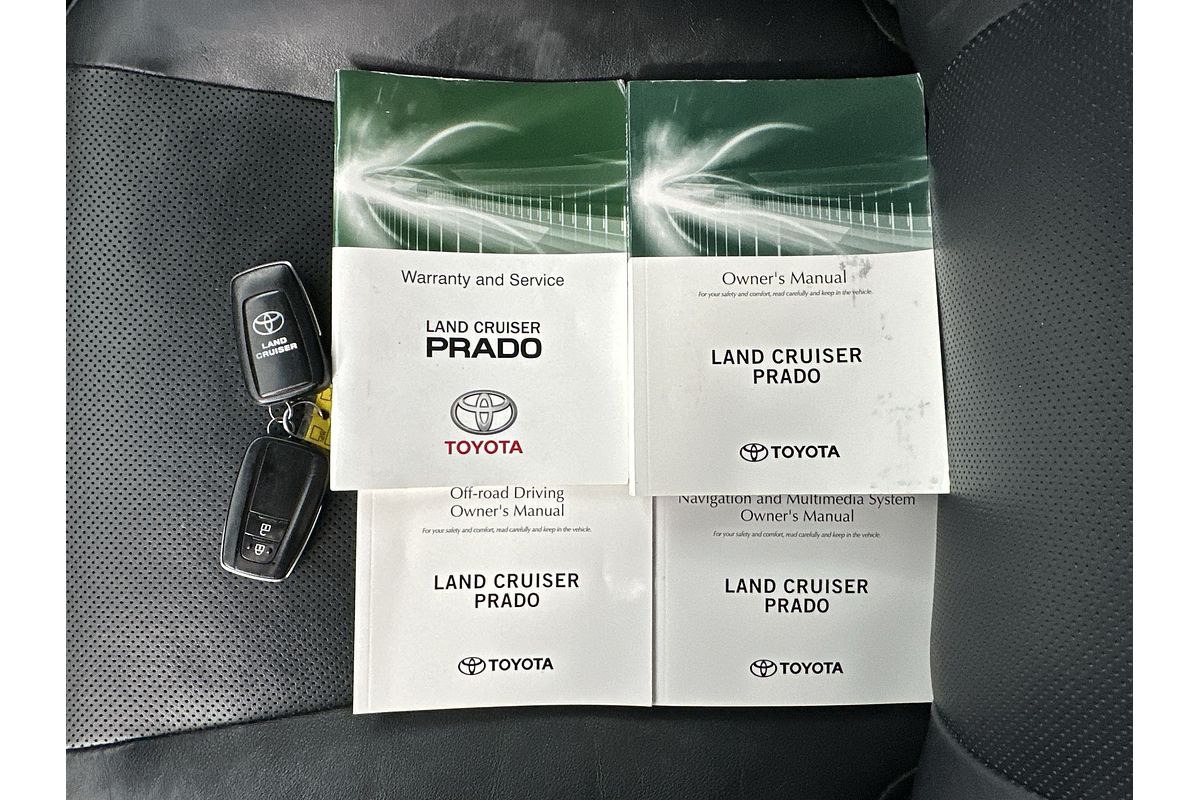 Warranty and Service
LAND CRUISER
PRADO
TOYOTA
Owner's Manual
For your safety and comfort, read carefully and keep in the vehicle.
LAND CRUISER
PRADO
TOYOTA
LAND
CRUISER
Off-road Driving
Owner's Manual
For your safety and comfort, read carefully and keep in the vehicle.
LAND CRUISER
PRADO
TOYOTA
Navigation and Multimedia System
Owner's Manual
For your safety and comfort, read carefully and keep in the vehicle.
LAND CRUISER
PRADO
TOYOTA